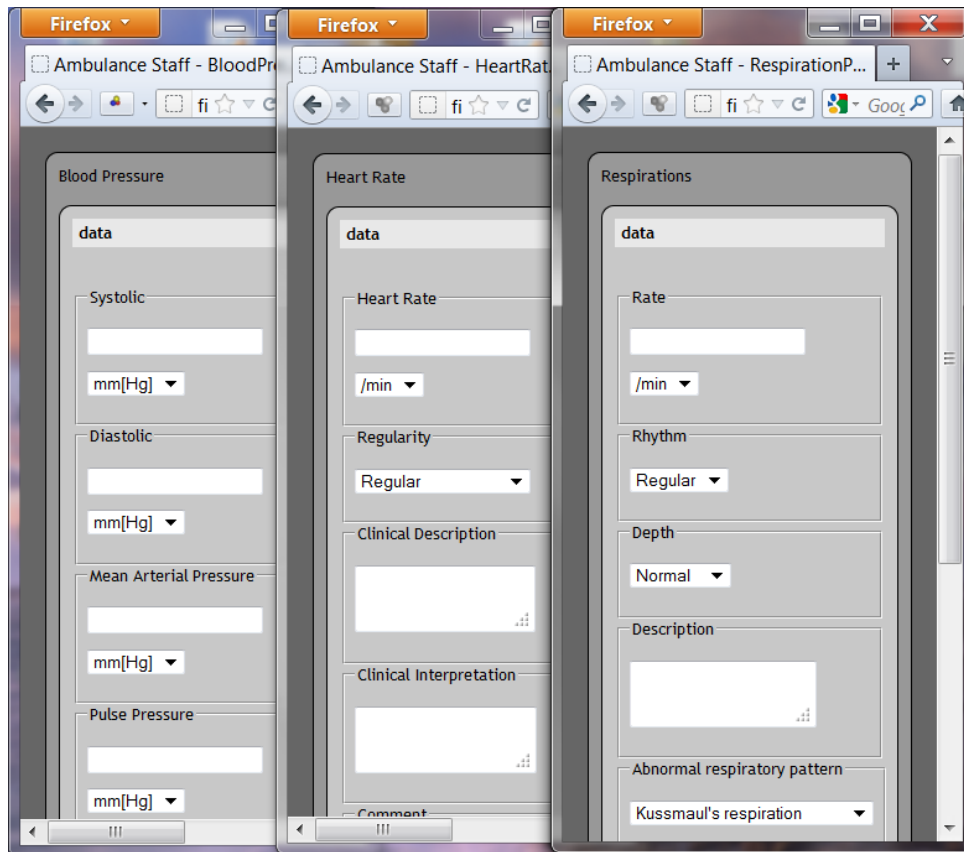 Firefox
Ambulance Staff - BloodPr
fi
Blood Pressure
data
Systolic
mm[Hg]
Diastolic
mm[Hg]
Mean Arterial Pressure
mm[Hg]
Pulse Pressure
mm[Hg]
Firefox
Ambulance Staff - HeartRat
fi
Heart Rate
data
Heart Rate
/min
Regularity
Regular
Clinical Description
Clinical Interpretation
Comment
Firefox
Ambulance Staff - RespirationP...
fi
Goog
Respirations
data
Rate
/min
Rhythm
Regular
Depth
Normal
Description
Abnormal respiratory pattern
Kussmaul's respiration